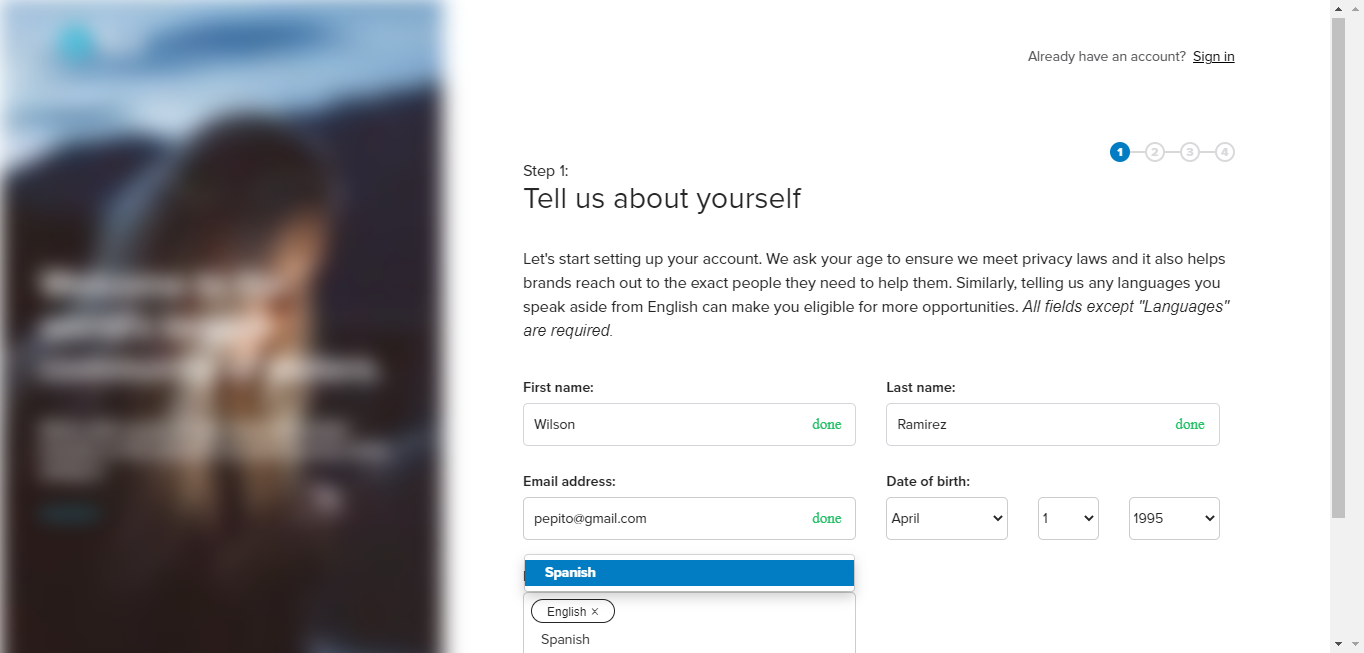 Already have an account? Sign in
1 2 3 4
Step 1:
Tell us about yourself
Let's start setting up your account. We ask your age to ensure we meet privacy laws and it also helps
brands reach out to the exact people they need to help them. Similarly, telling us any languages you
speak aside from English can make you eligible for more opportunities. All fields except "Languages"
are required.
First name: Last name:
Wilson done Ramirez done
Email address: Date of birth:
pepito@gmail.com done April 1 1995
Spanish
English ×
Spanish